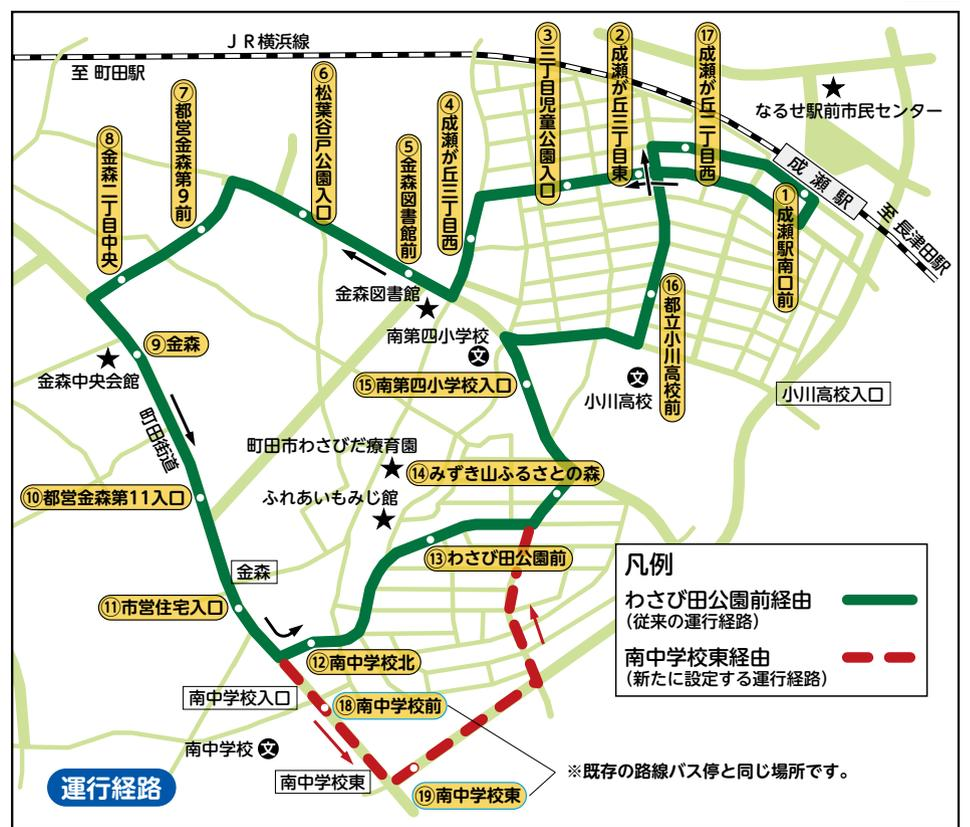 JR横浜線
至 町田駅
③三丁目児童公園入口
②成瀬が丘三丁目東
⑰成瀬が丘二丁目西
なるせ駅前市民センター
成瀬駅
至 長津田駅
①成瀬駅南口前
⑥松葉谷戸公園入口
⑦都営金森第9前
⑧金森二丁目中央
④成瀬が丘三丁目西
⑤金森図書館前
金森図書館
南第四小学校
文
⑯都立小川高校前
⑨金森
金森中央会館
⑮南第四小学校入口
文
小川高校
小川高校入口
町田街道
町田市わさびだ療育園
⑭みずき山ふるさとの森
⑩都営金森第11入口
ふれあいもみじ館
⑬わさび田公園前
金森
⑪市営住宅入口
⑫南中学校北
南中学校入口
⑱南中学校前
南中学校 文
南中学校東
⑲南中学校東
※既存の路線バス停と同じ場所です。
凡例
わさび田公園前経由
(従来の運行経路)
南中学校東経由
(新たに設定する運行経路)
運行経路